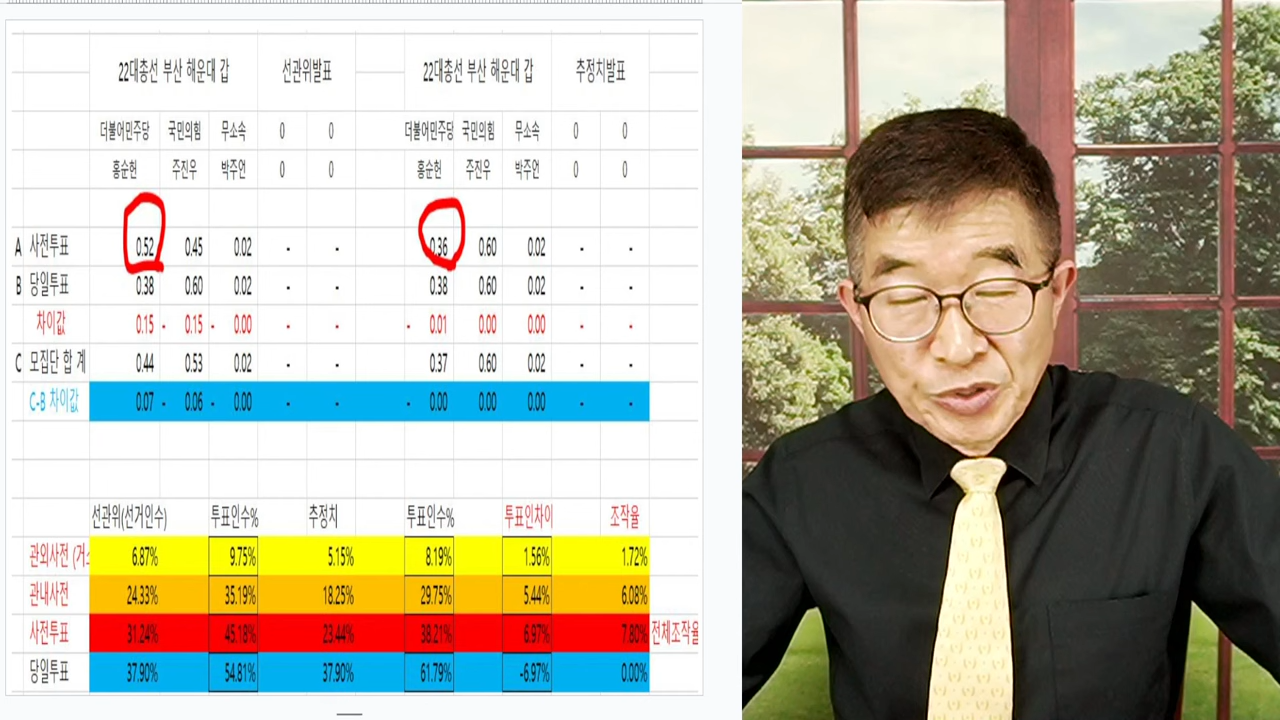 22대총선 부산 해운대 갑 선관위발표 22대총선 부산 해운대 갑 추정치발표
더불어민주당 국민의힘 무소속 0 0 더불어민주당 국민의힘 무소속 0 0
홍순헌 주진우 박주언 0 0 홍순헌 주진우 박주언 0 0
A 사전투표 0.52 0.45 0.02 - - 0.36 0.60 0.02 - -
B 당일투표 0.38 0.60 0.02 - - 0.38 0.60 0.02 - -
차이값 0.15 - 0.15 - 0.00 - - - 0.01 0.00 0.00 - -
C 모집단 합 계 0.44 0.53 0.02 - - 0.37 0.60 0.02 - -
C-B 차이값 0.07 - 0.06 - 0.00 - - - 0.00 0.00 0.00 - -
선관위(선거인수) 투표인수% 추정치 투표인수% 투표인차이 조작율
관외사전 (거소 6.87% 9.75% 5.15% 8.19% 1.56% 1.72%
관내사전 24.33% 35.19% 18.25% 29.75% 5.44% 6.08%
사전투표 31.24% 45.18% 23.44% 38.21% 6.97% 7.80% 전체조작율
당일투표 37.90% 54.81% 37.90% 61.79% -6.97% 0.00%